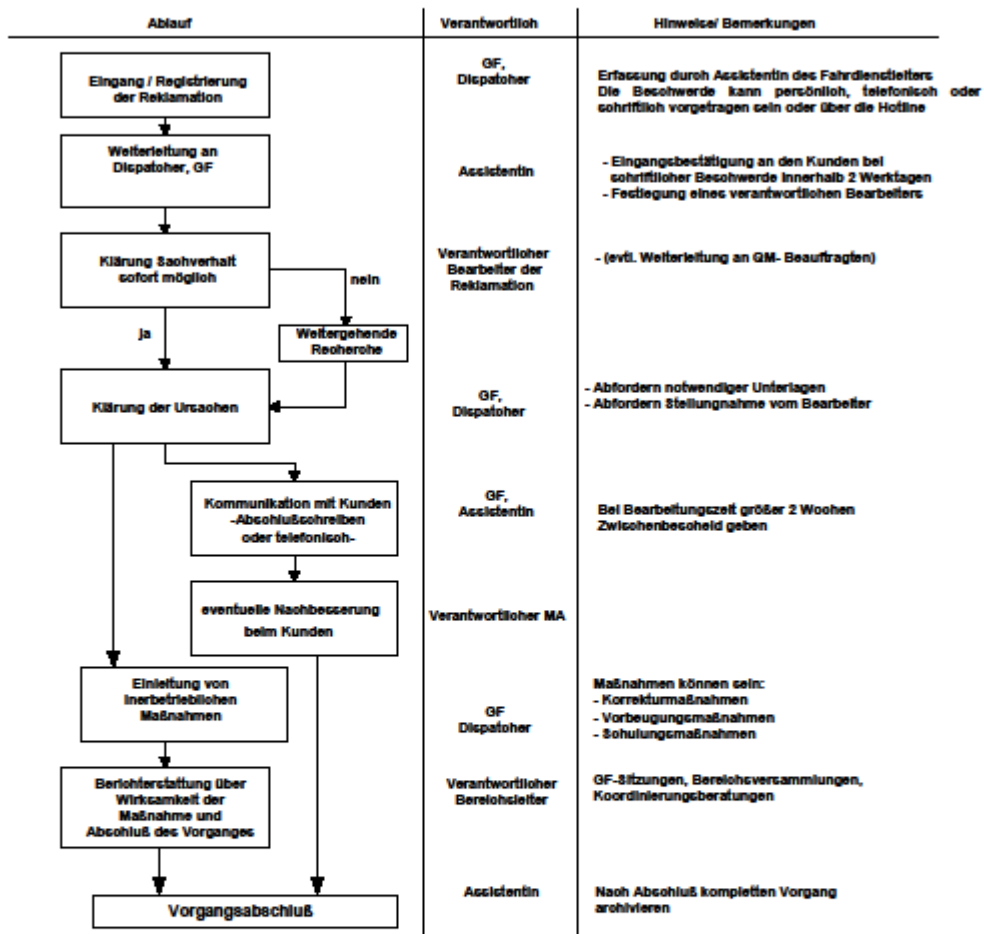 Ablauf
Verantwortlich
Hinweise/ Bemerkungen
Eingang / Registrierung
der Reklamation
GF,
Dispatcher
Erfassung durch Assistentin des Fahrdienstleiters
Die Beschwerde kann persönlich, telefonisch oder
schriftlich vorgetragen sein oder über die Hotline
Weiterleitung an
Dispatcher, GF
Assistentin
- Eingangsbestätigung an den Kunden bei
schriftlicher Beschwerde innerhalb 2 Werktagen
- Festlegung eines verantwortlichen Bearbeiters
Klärung Sachverhalt
sofort möglich
Verantwortlicher
Bearbeiter der
Reklamation
- (evtl. Weiterleitung an QM- Beauftragten)
nein
ja
Weitergehende
Recherche
Klärung der Ursachen
GF,
Dispatcher
- Abfordern notwendiger Unterlagen
- Abfordern Stellungnahme vom Bearbeiter
Kommunikation mit Kunden
-Abschlußschreiben
oder telefonisch-
GF,
Assistentin
Bei Bearbeitungszeit größer 2 Wochen
Zwischenbescheid geben
eventuelle Nachbesserung
beim Kunden
Verantwortlicher MA
Einleitung von
inerbetrieblichen
Maßnahmen
GF
Dispatcher
Maßnahmen können sein:
- Korrekturmaßnahmen
- Vorbeugungsmaßnahmen
- Schulungsmaßnahmen
Berichterstattung über
Wirksamkeit der
Maßnahme und
Abschluß des Vorganges
Verantwortlicher
Bereichsleiter
GF-Sitzungen, Bereichsversammlungen,
Koordinierungsberatungen
Vorgangsabschluß
Assistentin
Nach Abschluß kompletten Vorgang
archivieren